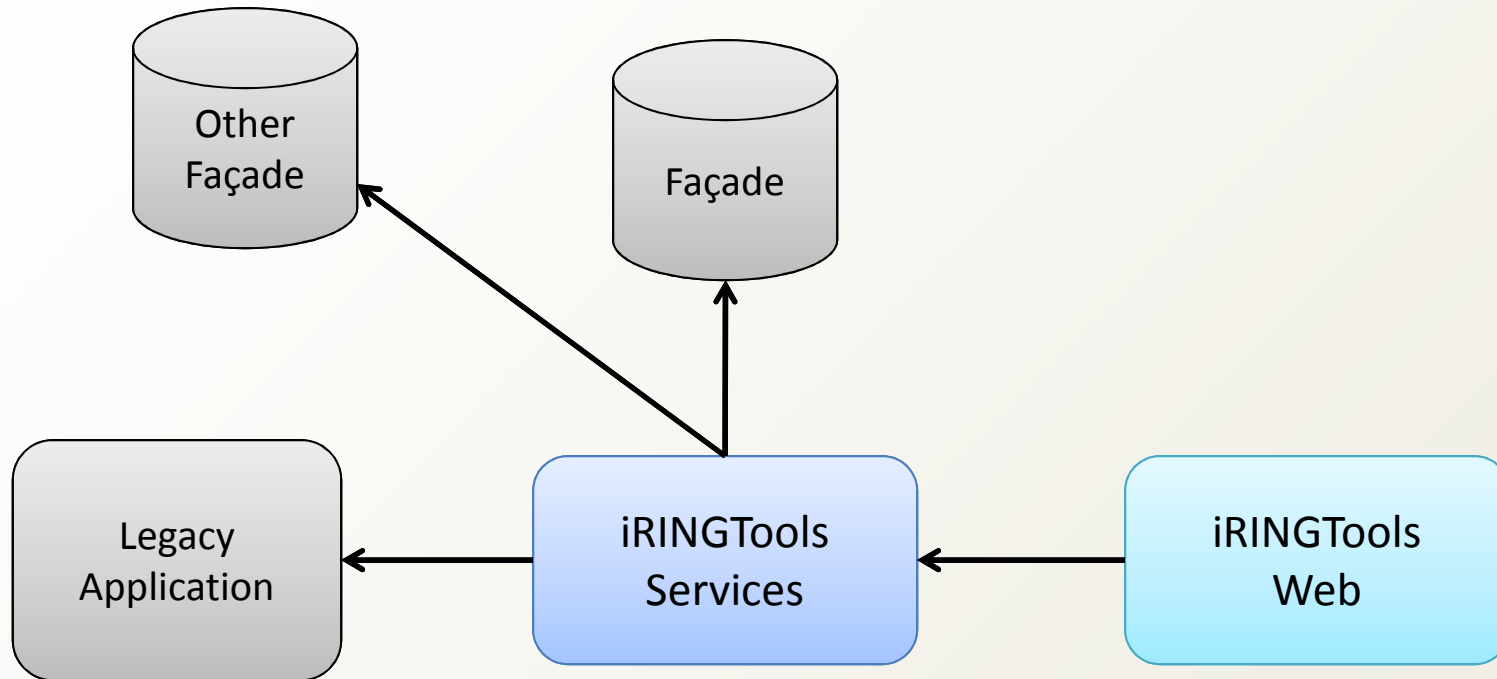 Other
Façade
Façade
Legacy
Application
iRINGTools
Services
iRINGTools
Web